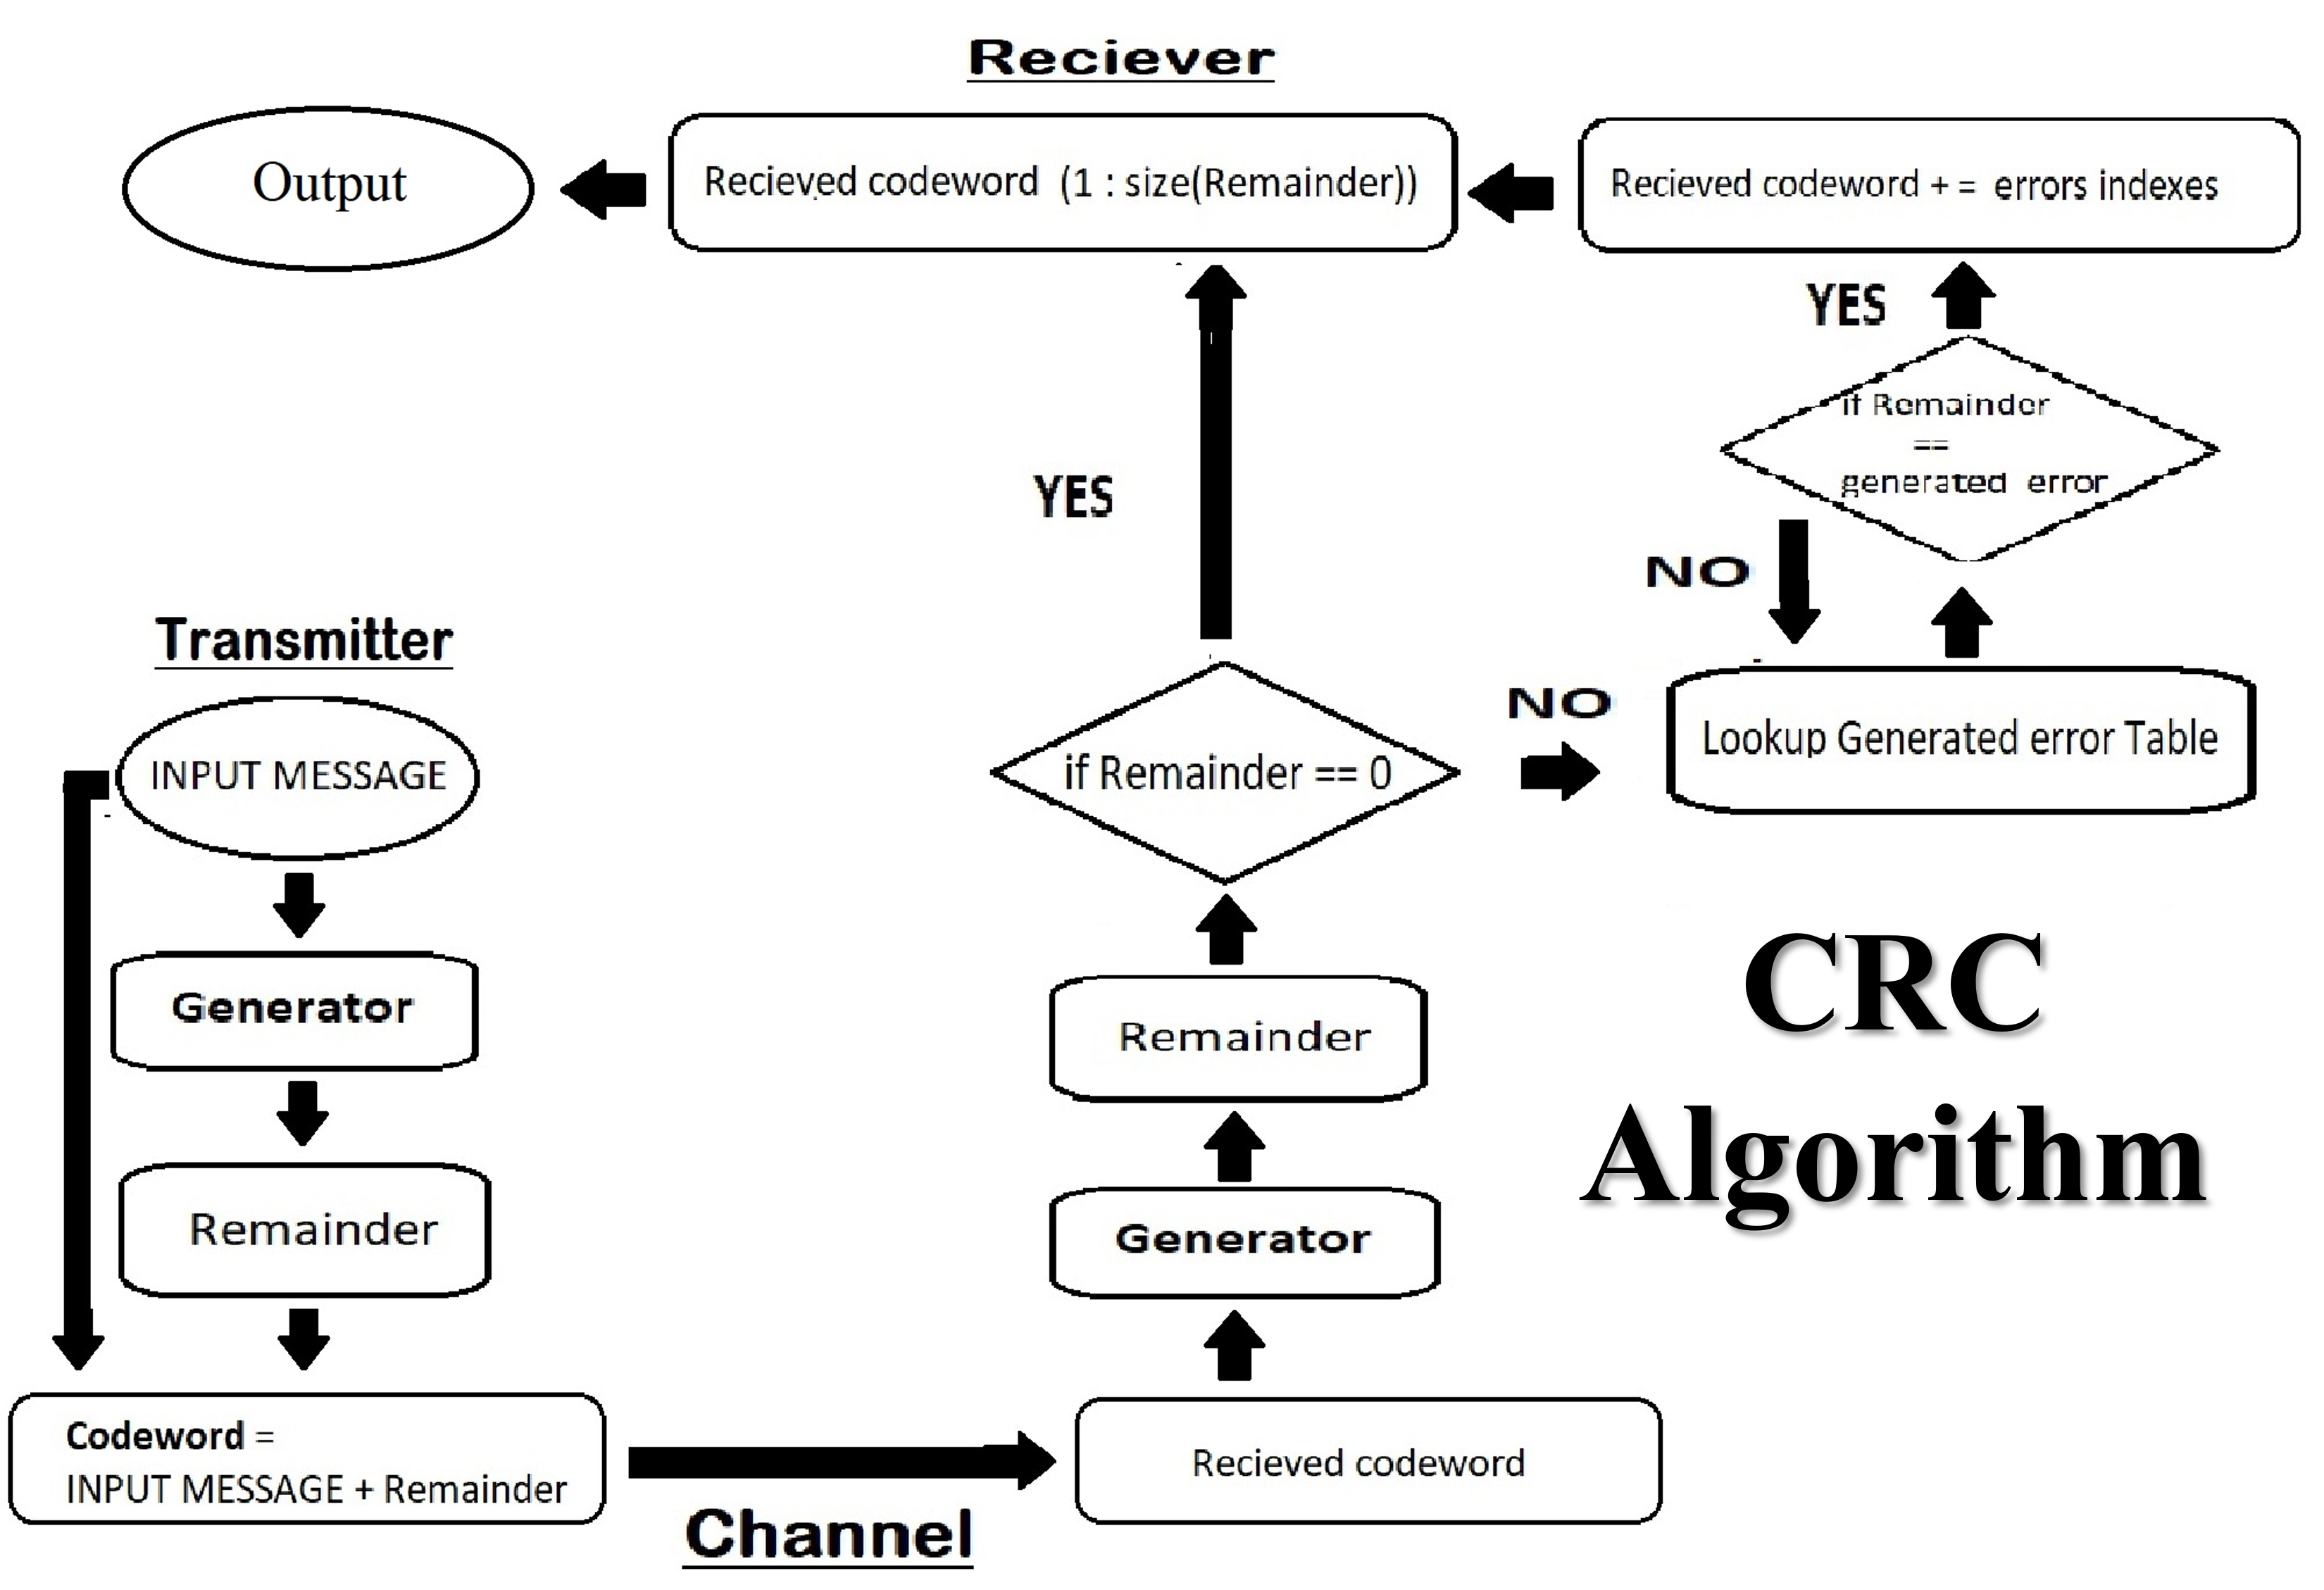 Reciever
Output
Recieved codeword (1 : size(Remainder))
Recieved codeword + = errors indexes
YES
if Remainder
==
generated error
YES
NO
Transmitter
INPUT MESSAGE
if Remainder == 0
NO
Lookup Generated error Table
Generator
Remainder
CRC
Algorithm
Remainder
Generator
Codeword =
INPUT MESSAGE + Remainder
Recieved codeword
Channel